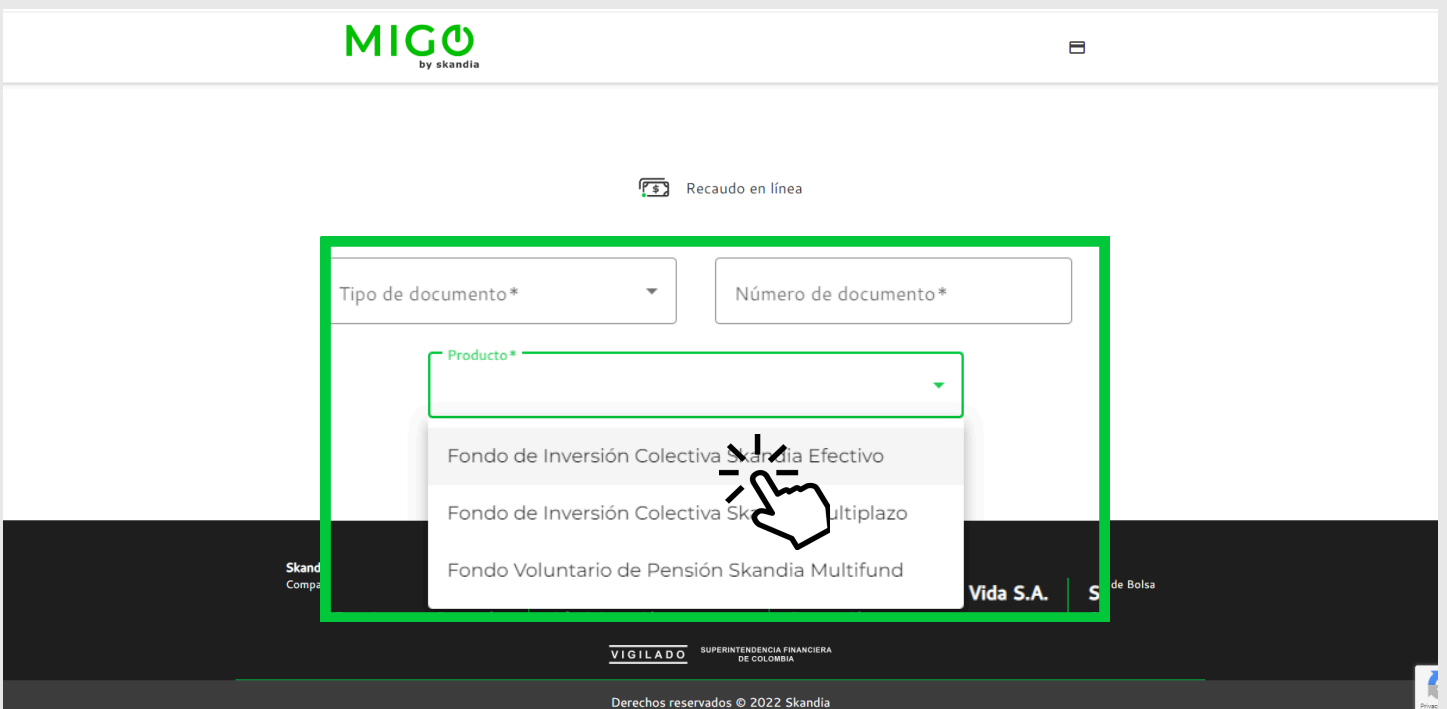 MIGO
by skandia
Recaudo en línea
Tipo de documento*
Número de documento*
Producto*
Fondo de Inversión Colectiva Skandia Efectivo
Fondo de Inversión Colectiva Multiplazo
Fondo Voluntario de Pensión Skandia Multifund
Vida S.A.
de Bolsa
VIGILADO
SUPERINTENDENCIA FINANCIERA
DE COLOMBIA
Derechos reservados © 2022 Skandia